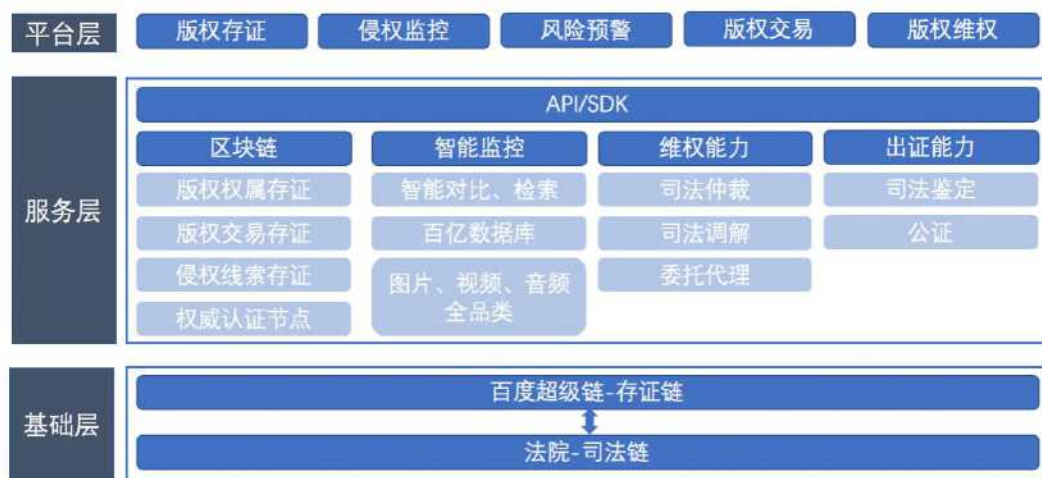 平台层
版权存证
侵权监控
风险预警
版权交易
版权维权
服务层
API/SDK
区块链
版权权属存证
版权交易存证
侵权线索存证
权威认证节点
智能监控
智能对比、检索
百亿数据库
图片、视频、音频
全品类
维权能力
司法仲裁
司法调解
委托代理
出证能力
司法鉴定
公证
基础层
百度超级链-存证链
法院-司法链